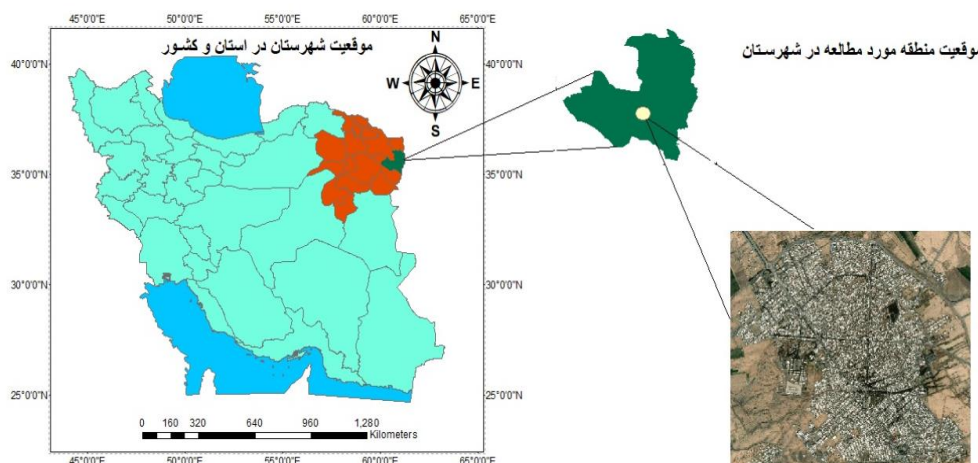 45°0'0"E 50°0'0"E 55°0'0"E 60°0'0"E 65°0'0"E
موقعیت شهرستان در استان و کشور
موقعیت منطقه مورد مطالعه در شهرستان
N
W E
S
40°0'0"N 40°0'0"N
35°0'0"N 35°0'0"N
30°0'0"N 30°0'0"N
25°0'0"N 25°0'0"N
0 160 320 640 960 1,280
Kilometers
45°0'0"E 50°0'0"E 55°0'0"E 60°0'0"E 65°0'0"E